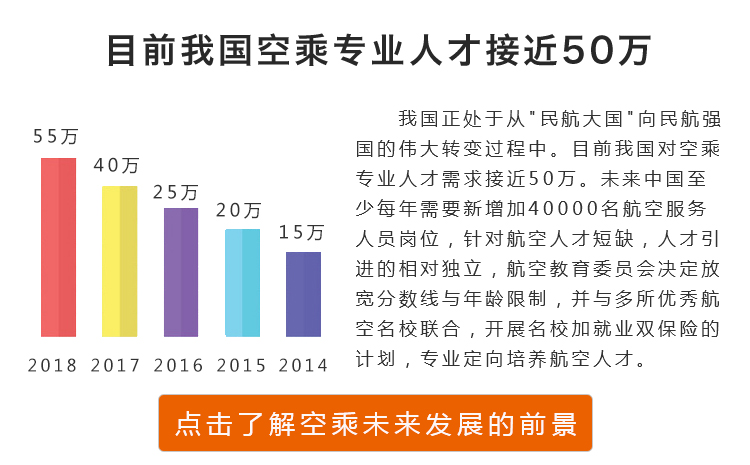 目前我国空乘专业人才接近50万
55万
40万
25万
20万
15万
2018 2017 2016 2015 2014
我国正处于从"民航大国"向民航强
国的伟大转变过程中。目前我国对空乘
专业人才需求接近50万。未来中国至
少每年需要新增加40000名航空服务
人员岗位，针对航空人才短缺，人才引
进的相对独立，航空教育委员会决定放
宽分数线与年龄限制，并与多所优秀航
空名校联合，开展名校加就业双保险的
计划，专业定向培养航空人才。
点击了解空乘未来发展的前景